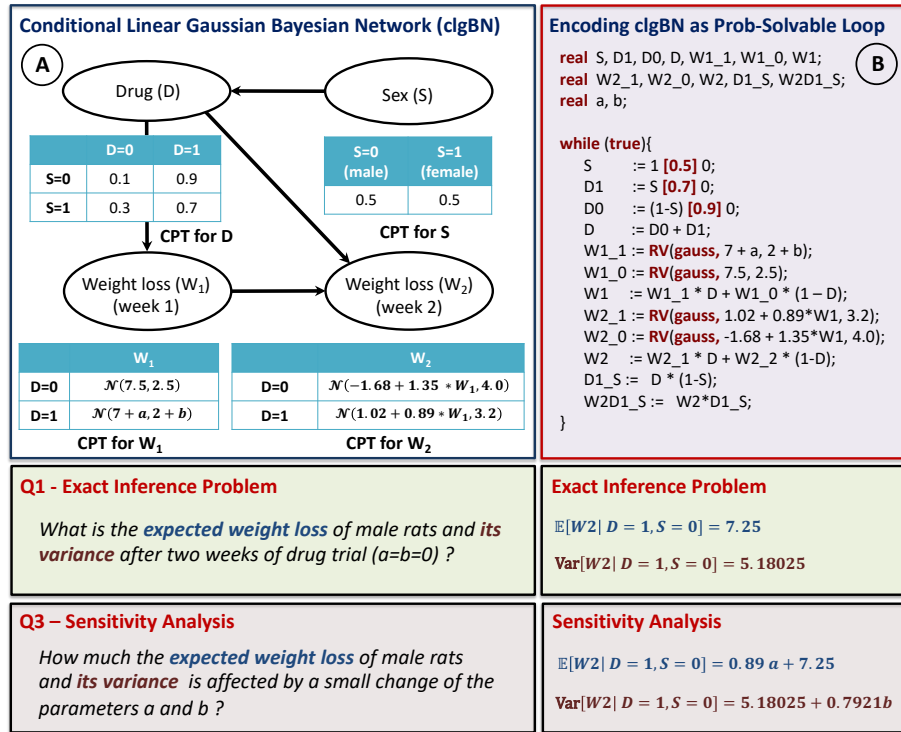 Conditional Linear Gaussian Bayesian Network (clgBN)
A
Drug (D)
Sex (S)
D=0 D=1
S=0 0.1 0.9
S=1 0.3 0.7
CPT for D
S=0 (male) S=1 (female)
0.5 0.5
CPT for S
Weight loss (W₁)
(week 1)
Weight loss (W₂)
(week 2)
W₁
D=0 𝒩(7.5, 2.5)
D=1 𝒩(7 + a, 2 + b)
CPT for W₁
W₂
D=0 𝒩(−1.68 + 1.35 * W₁, 4.0)
D=1 𝒩(1.02 + 0.89 * W₁, 3.2)
CPT for W₂
Encoding clgBN as Prob-Solvable Loop
B
real S, D1, D0, D, W1_1, W1_0, W1;
real W2_1, W2_0, W2, D1_S, W2D1_S;
real a, b;
while (true){
S := 1 [0.5] 0;
D1 := S [0.7] 0;
D0 := (1-S) [0.9] 0;
D := D0 + D1;
W1_1 := RV(gauss, 7 + a, 2 + b);
W1_0 := RV(gauss, 7.5, 2.5);
W1 := W1_1 * D + W1_0 * (1 – D);
W2_1 := RV(gauss, 1.02 + 0.89*W1, 3.2);
W2_0 := RV(gauss, -1.68 + 1.35*W1, 4.0);
W2 := W2_1 * D + W2_2 * (1-D);
D1_S := D * (1-S);
W2D1_S := W2*D1_S;
}
Q1 - Exact Inference Problem
What is the expected weight loss of male rats and its
variance after two weeks of drug trial (a=b=0) ?
Exact Inference Problem
𝔼[W2| D = 1, S = 0] = 7.25
Var[W2| D = 1, S = 0] = 5.18025
Q3 – Sensitivity Analysis
How much the expected weight loss of male rats
and its variance is affected by a small change of the
parameters a and b ?
Sensitivity Analysis
𝔼[W2| D = 1, S = 0] = 0.89 a + 7.25
Var[W2| D = 1, S = 0] = 5.18025 + 0.7921b